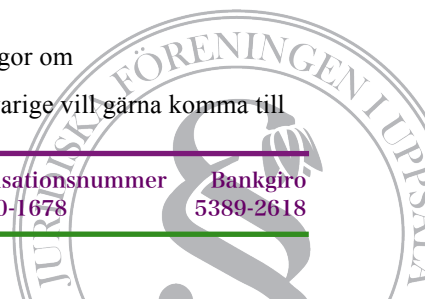 gor om
arige vill gärna komma till
sationsnummer Bankgiro
0-1678 5389-2618
JURIDISKA FÖRENINGEN I UPPSALA